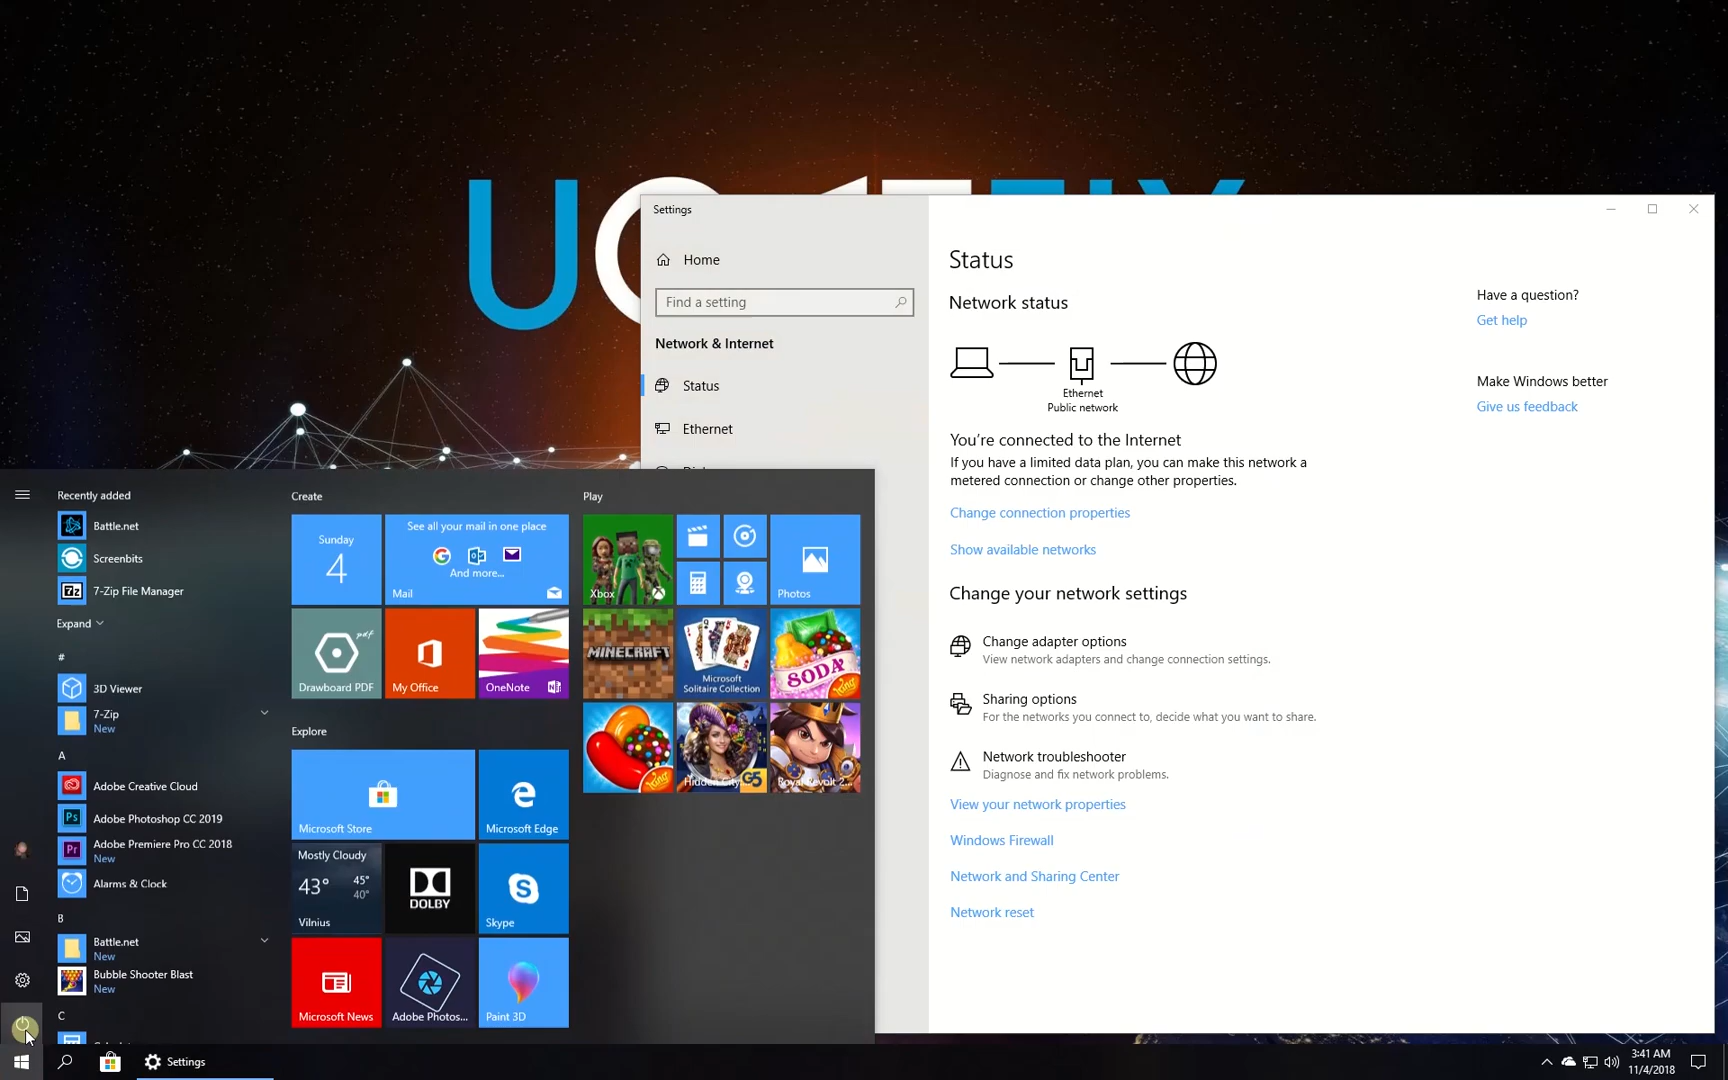 Settings
Home
Find a setting
Network & Internet
Status
Ethernet
Status
Network status
Ethernet
Public network
You're connected to the Internet
If you have a limited data plan, you can make this network a
metered connection or change other properties.
Change connection properties
Show available networks
Change your network settings
Change adapter options
View network adapters and change connection settings.
Sharing options
For the networks you connect to, decide what you want to share.
Network troubleshooter
Diagnose and fix network problems.
View your network properties
Windows Firewall
Network and Sharing Center
Network reset
Have a question?
Get help
Make Windows better
Give us feedback
Recently added
Battle.net
Screenbits
7-Zip File Manager
Expand
#
3D Viewer
7-Zip
New
A
Adobe Creative Cloud
Adobe Photoshop CC 2019
Adobe Premiere Pro CC 2018
New
Alarms & Clock
B
Battle.net
New
Bubble Shooter Blast
New
C
Create
Sunday
4
See all your mail in one place
And more...
Mail
Drawboard PDF
My Office
OneNote
Explore
Microsoft Store
Microsoft Edge
Mostly Cloudy
43°
45°
40°
Vilnius
DOLBY
Skype
Microsoft News
Adobe Photos...
Paint 3D
Play
Xbox
Photos
MINECRAFT
Microsoft
Solitaire Collection
SODA
King
King
Hidden City
G5
Royal Revolt 2...
Settings
3:41 AM
11/4/2018